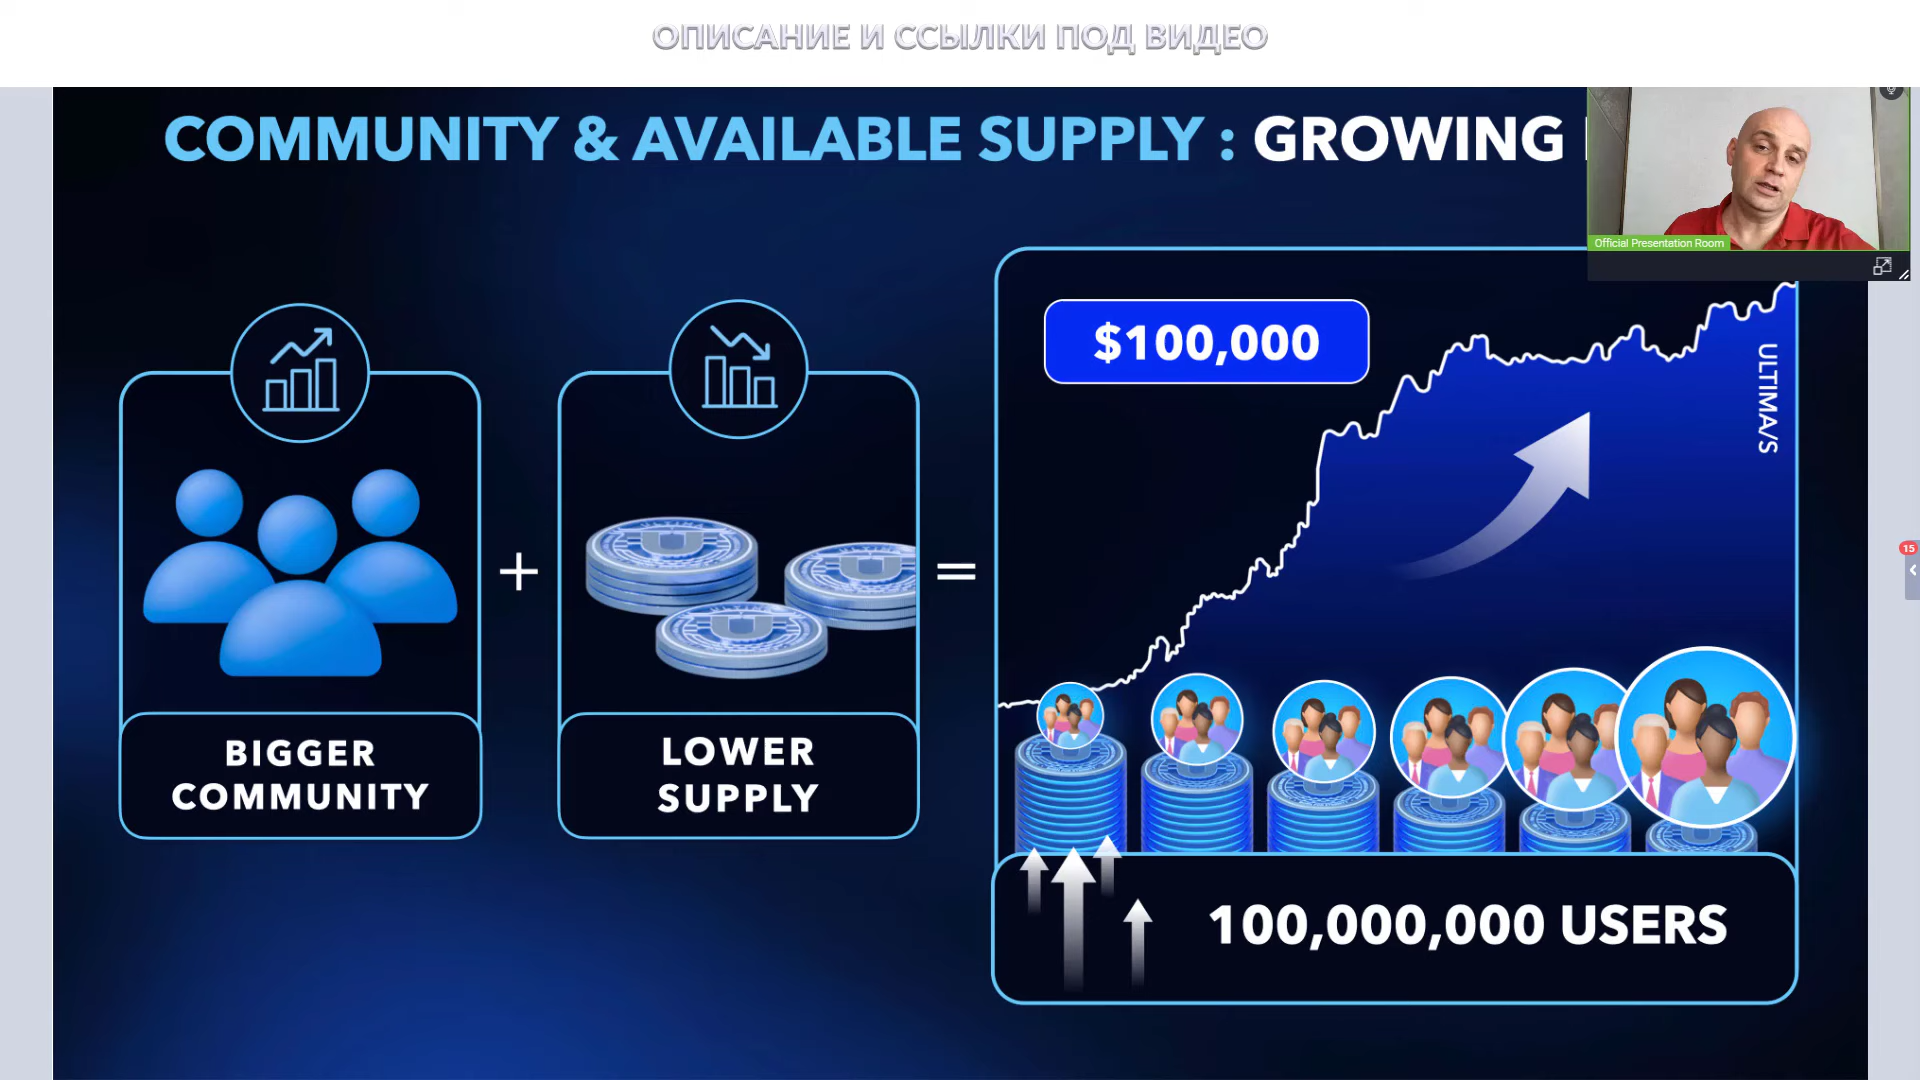 ОПИСАНИЕ И ССЫЛКИ ПОД ВИДЕО
COMMUNITY & AVAILABLE SUPPLY : GROWING
Official Presentation Room
$100,000
ULTIMA/S
15
BIGGER
COMMUNITY
+
LOWER
SUPPLY
=
100,000,000 USERS